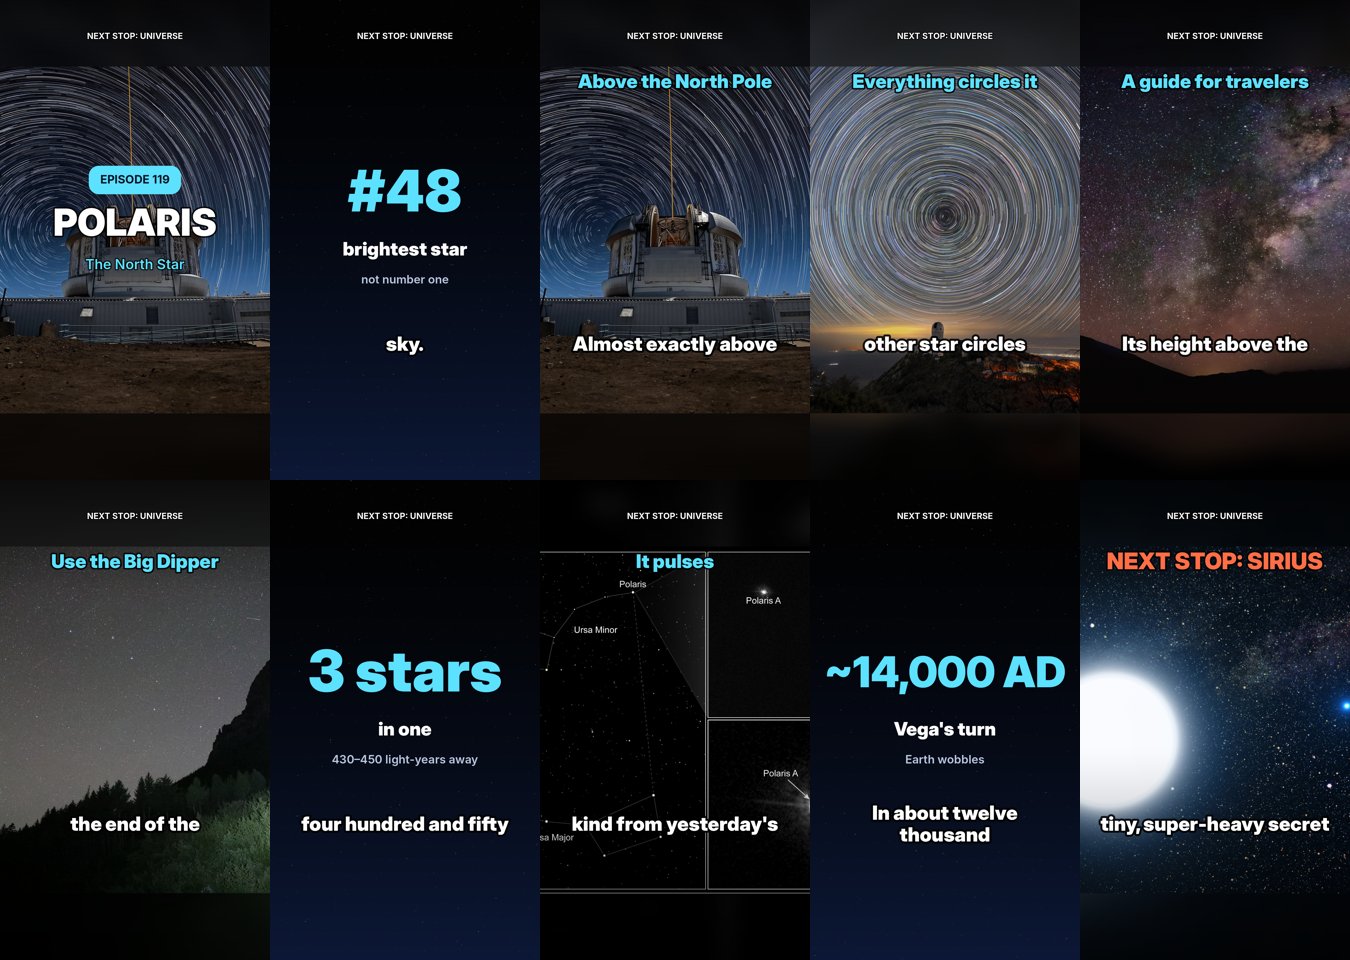 NEXT STOP: UNIVERSE
EPISODE 119
POLARIS
The North Star
NEXT STOP: UNIVERSE
#48
brightest star
not number one
sky.
NEXT STOP: UNIVERSE
Above the North Pole
Almost exactly above
NEXT STOP: UNIVERSE
Everything circles it
other star circles
NEXT STOP: UNIVERSE
A guide for travelers
Its height above the
NEXT STOP: UNIVERSE
Use the Big Dipper
the end of the
NEXT STOP: UNIVERSE
3 stars
in one
430–450 light-years away
four hundred and fifty
NEXT STOP: UNIVERSE
It pulses
Polaris
Polaris A
Ursa Minor
Polaris A
kind from yesterday's
sa Major
NEXT STOP: UNIVERSE
~14,000 AD
Vega's turn
Earth wobbles
In about twelve
thousand
NEXT STOP: UNIVERSE
NEXT STOP: SIRIUS
tiny, super-heavy secret